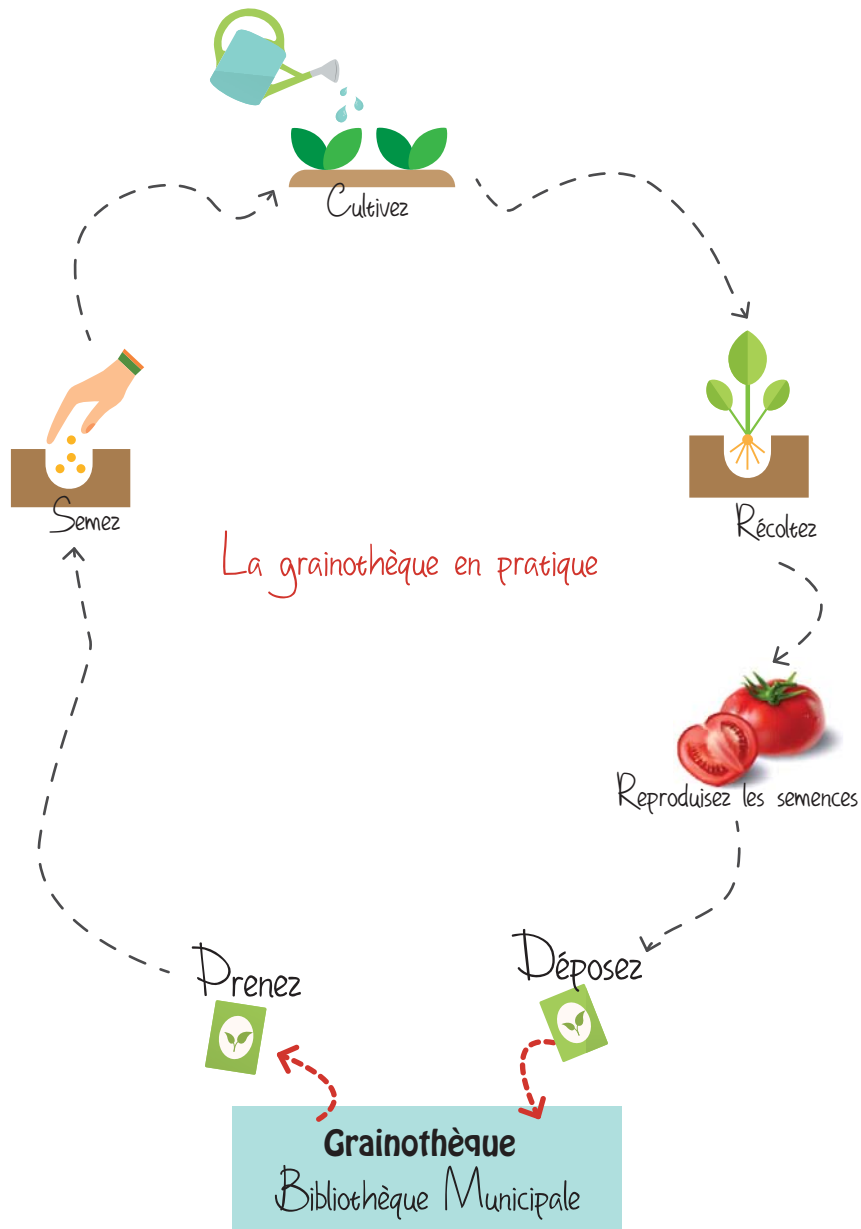 Cultivez
Semez
Récoltez
La grainothèque en pratique
Reproduisez les semences
Prenez
Déposez
Grainothèque
Bibliothèque Municipale